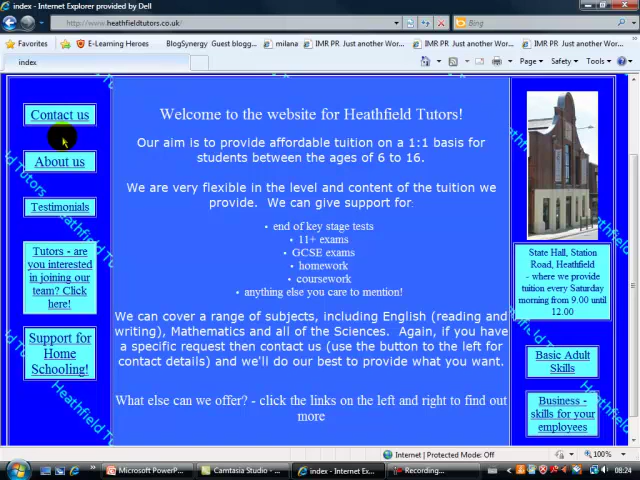 index - Internet Explorer provided by Dell
http://www.heathfieldtutors.co.uk/
Bing
Favorites
E-Learning Heroes
BlogSynergy Guest blogg...
milana
IMR PR Just another Wor...
IMR PR Just another Wor...
IMR PR Just another Wor...
index
Page
Safety
Tools
Contact us
About us
Testimonials
Tutors - are
you interested
in joining our
team? Click
here!
Support for
Home
Schooling!
Welcome to the website for Heathfield Tutors!
Our aim is to provide affordable tuition on a 1:1 basis for
students between the ages of 6 to 16.
We are very flexible in the level and content of the tuition we
provide. We can give support for:
• end of key stage tests
• 11+ exams
• GCSE exams
• homework
• coursework
• anything else you care to mention!
We can cover a range of subjects, including English (reading and
writing), Mathematics and all of the Sciences. Again, if you have
a specific request then contact us (use the button to the left for
contact details) and we'll do our best to provide what you want.
What else can we offer? - click the links on the left and right to find out
more
State Hall, Station
Road, Heathfield
- where we provide
tuition every Saturday
morning from 9.00 until
12.00
Basic Adult
Skills
Business -
skills for your
employees
Internet | Protected Mode: Off
100%
Microsoft PowerP...
Camtasia Studio - ...
index - Internet Ex...
Recording...
08:24